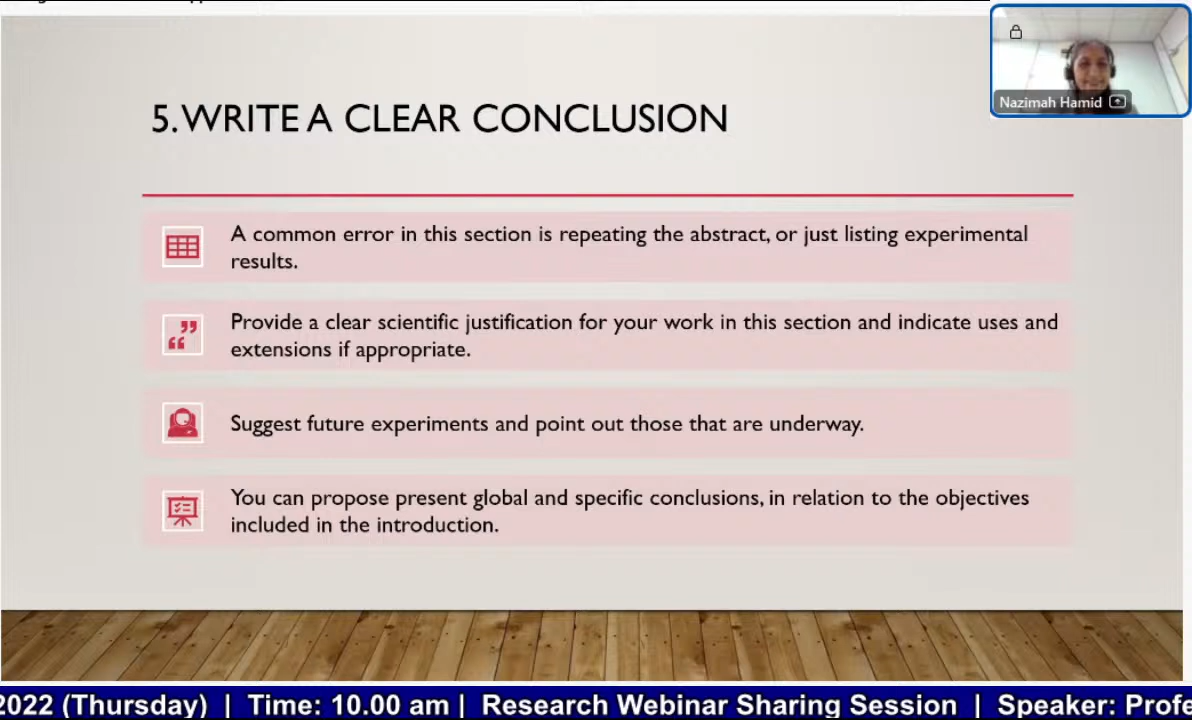 5. WRITE A CLEAR CONCLUSION
Nazimah Hamid
A common error in this section is repeating the abstract, or just listing experimental
results.
Provide a clear scientific justification for your work in this section and indicate uses and
extensions if appropriate.
Suggest future experiments and point out those that are underway.
You can propose present global and specific conclusions, in relation to the objectives
included in the introduction.
2022 (Thursday) | Time: 10.00 am | Research Webinar Sharing Session | Speaker: Profe